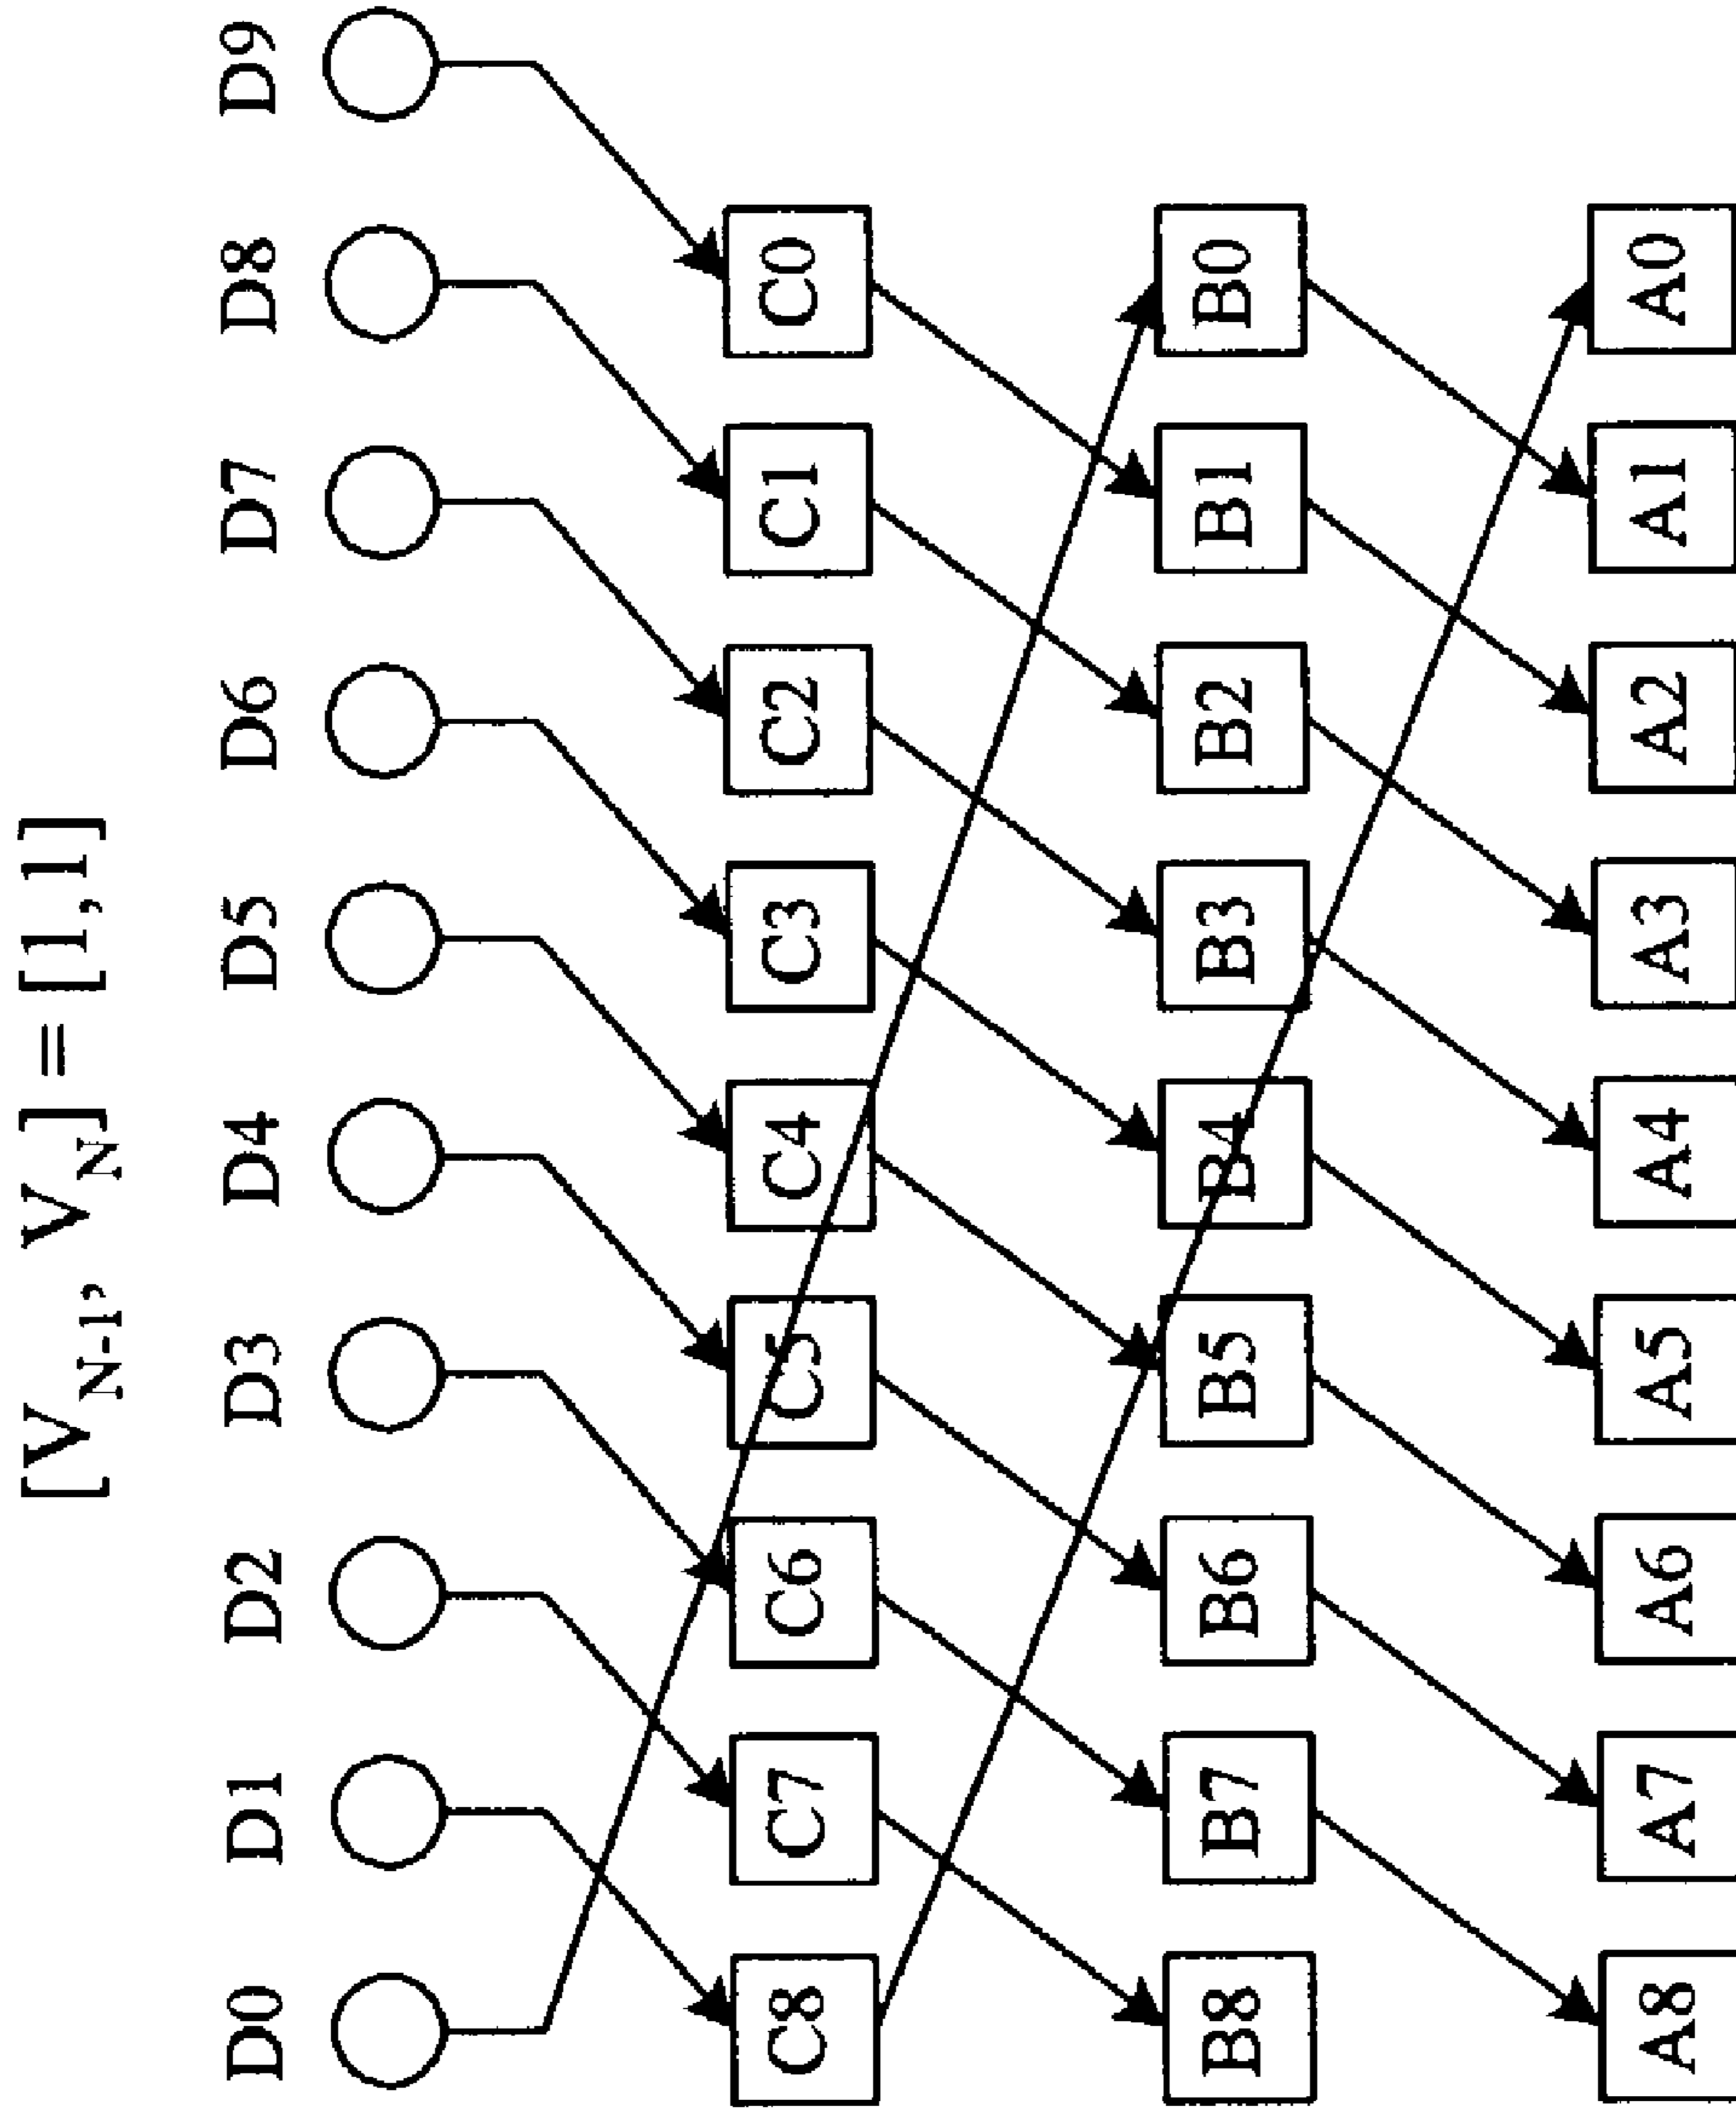 [V_{N-1}, V_N] = [1,1]
D0 D1 D2 D3 D4 D5 D6 D7 D8 D9
C8 C7 C6 C5 C4 C3 C2 C1 C0
B8 B7 B6 B5 B4 B3 B2 B1 B0
A8 A7 A6 A5 A4 A3 A2 A1 A0